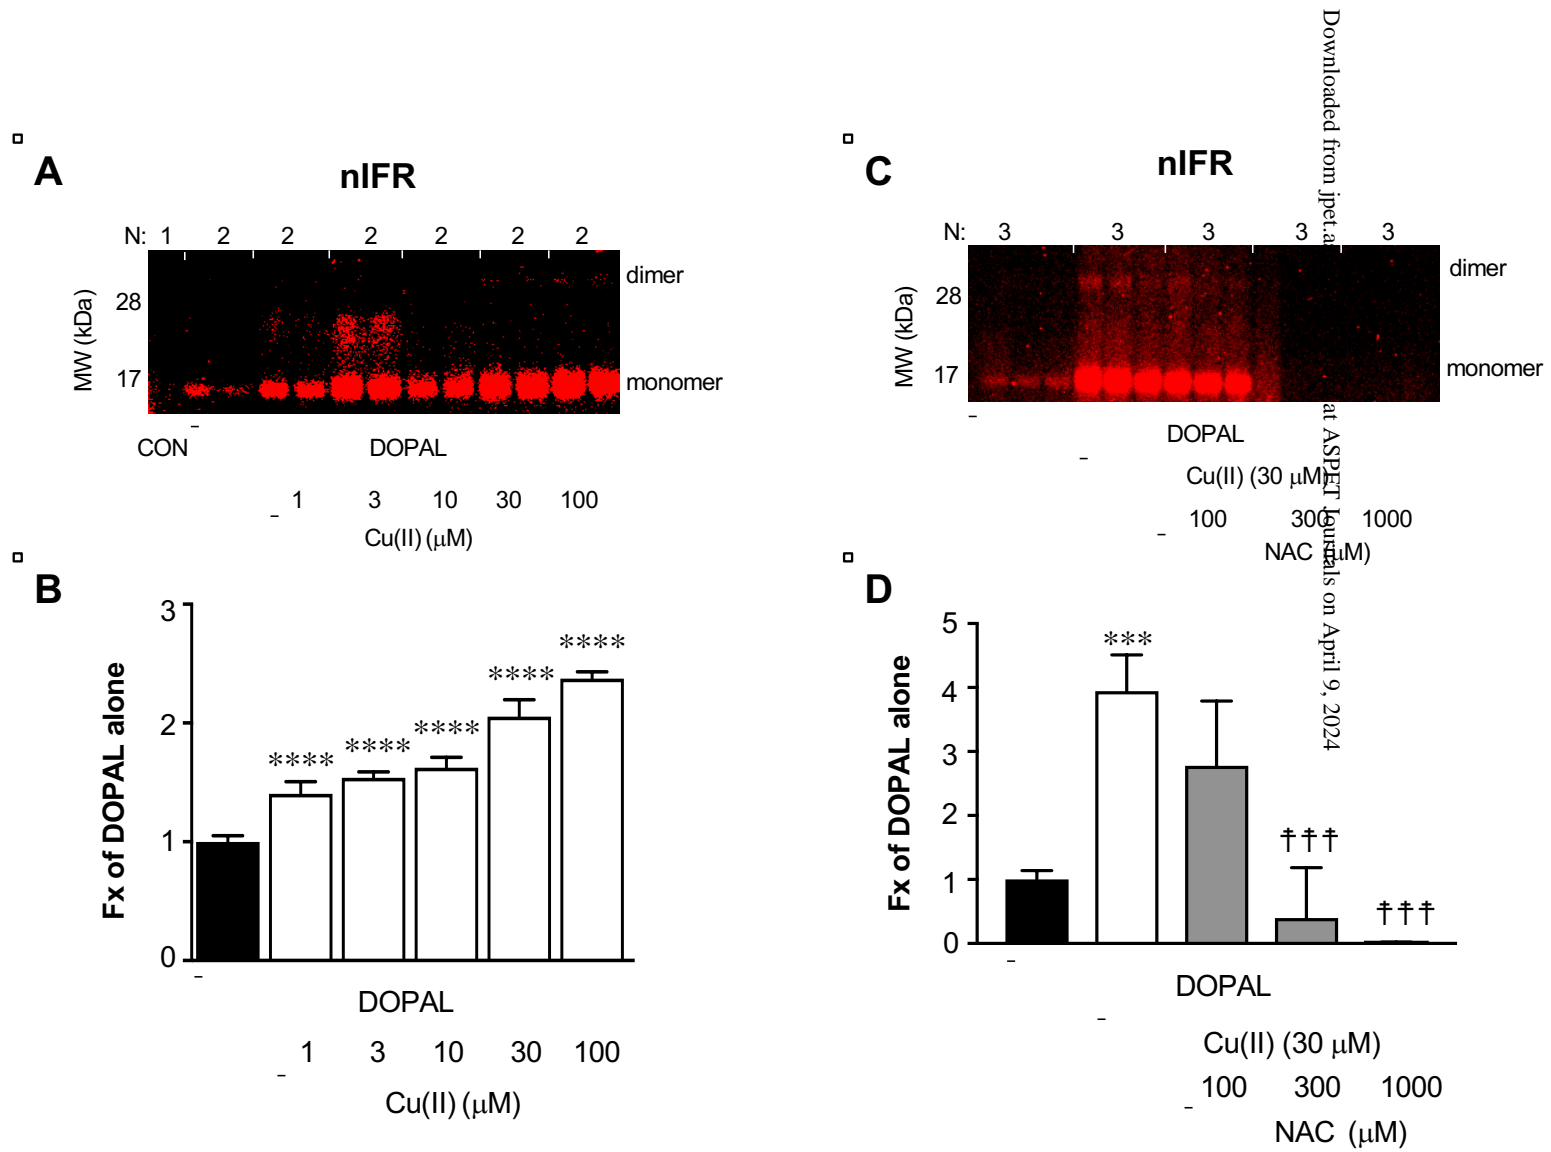 A
nIFR
N: 1 2 2 2 2 2 2
MW (kDa)
28
17
dimer
monomer
–
CON DOPAL
– 1 3 10 30 100
Cu(II) (μM)
B
Fx of DOPAL alone
3
2
1
0
**** **** **** **** ****
–
DOPAL
– 1 3 10 30 100
Cu(II) (μM)
C
nIFR
N: 3 3 3 3 3
MW (kDa)
28
17
dimer
monomer
–
DOPAL
–
Cu(II) (30 μM)
– 100 300 1000
NAC (μM)
D
Fx of DOPAL alone
5
4
3
2
1
0
*** ††† †††
–
DOPAL
–
Cu(II) (30 μM)
– 100 300 1000
NAC (μM)
Downloaded from at ASPET Journals on April 9, 2024